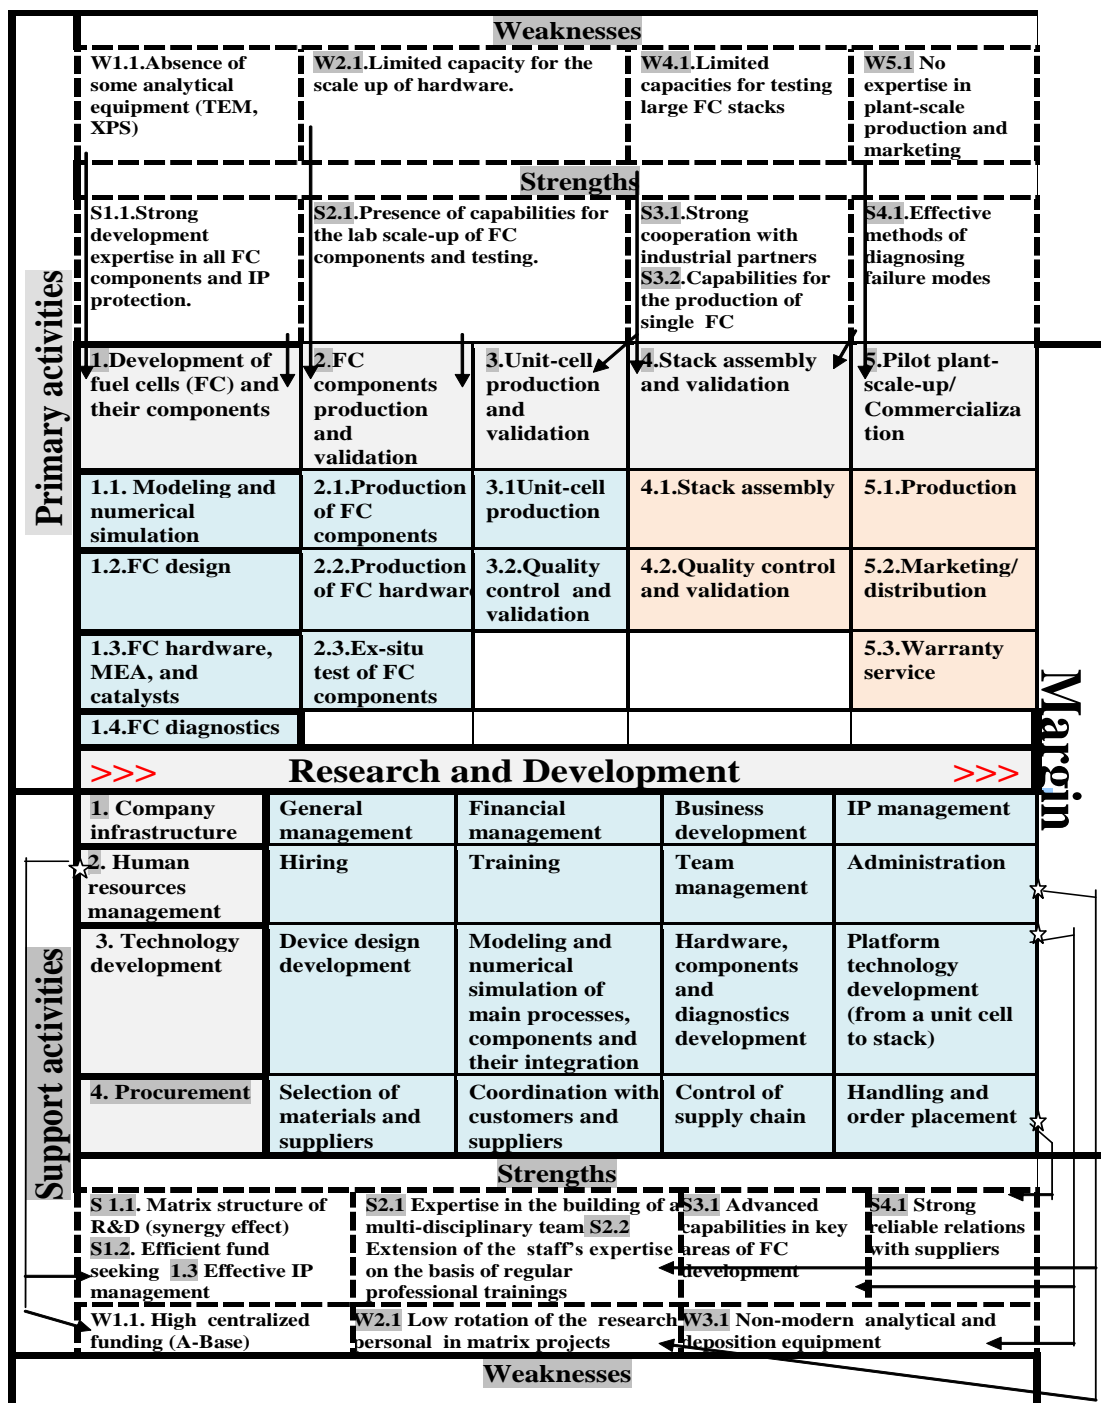 Weaknesses
W1.1.Absence of
some analytical
equipment (TEM,
XPS)
W2.1.Limited capacity for the
scale up of hardware.
W4.1.Limited
capacities for testing
large FC stacks
W5.1 No
expertise in
plant-scale
production and
marketing
Strengths
S1.1.Strong
development
expertise in all FC
components and IP
protection.
S2.1.Presence of capabilities for
the lab scale-up of FC
components and testing.
S3.1.Strong
cooperation with
industrial partners
S3.2.Capabilities for
the production of
single FC
S4.1.Effective
methods of
diagnosing
failure modes
Primary activities
1.Development of
fuel cells (FC) and
their components
2.FC
components
production
and
validation
3.Unit-cell
production
and
validation
4.Stack assembly
and validation
5.Pilot plant-
scale-up/
Commercializa
tion
1.1. Modeling and
numerical
simulation
2.1.Production
of FC
components
3.1Unit-cell
production
4.1.Stack assembly
5.1.Production
1.2.FC design
2.2.Production
of FC hardware
3.2.Quality
control and
validation
4.2.Quality control
and validation
5.2.Marketing/
distribution
1.3.FC hardware,
MEA, and
catalysts
2.3.Ex-situ
test of FC
components
5.3.Warranty
service
1.4.FC diagnostics
Margin
>>> Research and Development >>>
Support activities
1. Company
infrastructure
General
management
Financial
management
Business
development
IP management
2. Human
resources
management
Hiring
Training
Team
management
Administration
3. Technology
development
Device design
development
Modeling and
numerical
simulation of
main processes,
components and
their integration
Hardware,
components
and
diagnostics
development
Platform
technology
development
(from a unit cell
to stack)
4. Procurement
Selection of
materials and
suppliers
Coordination with
customers and
suppliers
Control of
supply chain
Handling and
order placement
Strengths
S 1.1. Matrix structure of
R&D (synergy effect)
S1.2. Efficient fund
seeking 1.3 Effective IP
management
S2.1 Expertise in the building of a
multi-disciplinary team S2.2
Extension of the staff's expertise
on the basis of regular
professional trainings
S3.1 Advanced
capabilities in key
areas of FC
development
S4.1 Strong
reliable relations
with suppliers
W1.1. High centralized
funding (A-Base)
W2.1 Low rotation of the research
personal in matrix projects
W3.1 Non-modern analytical and
deposition equipment
Weaknesses